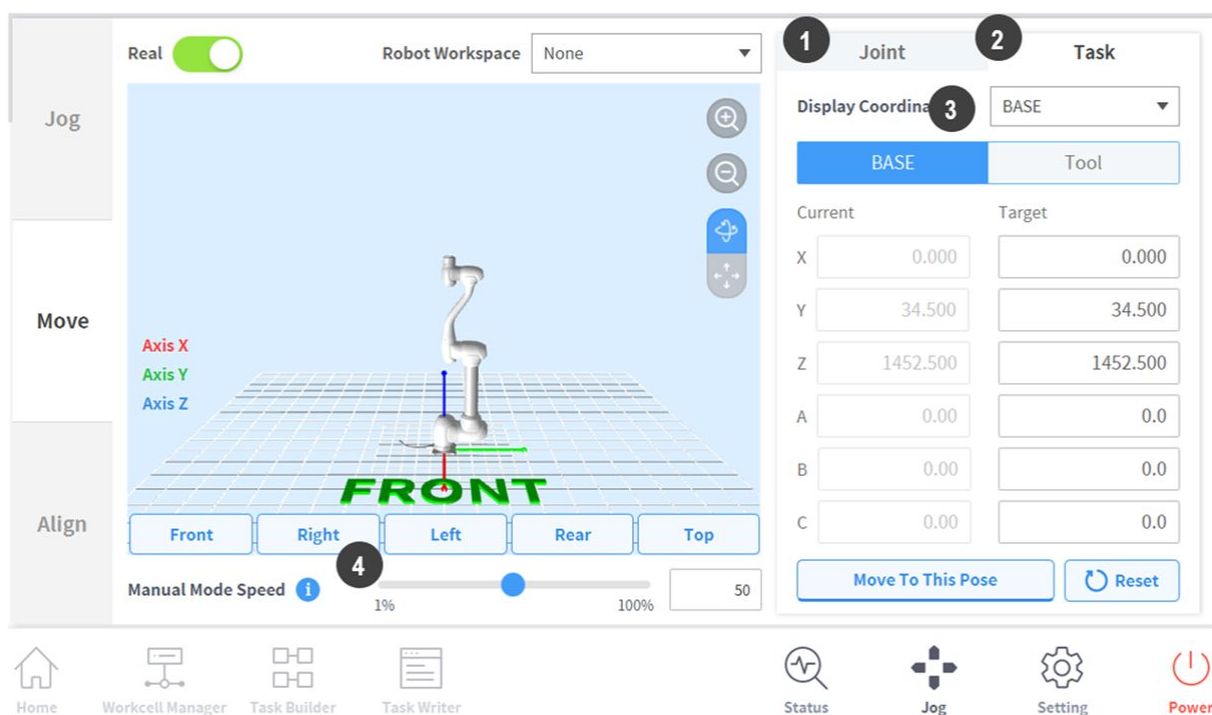 Real
Robot Workspace
None
1
Joint
2
Task
Jog
Display Coordina
3
BASE
BASE
Tool
Current
Target
X
0.000
0.000
Y
34.500
34.500
Z
1452.500
1452.500
A
0.00
0.0
B
0.00
0.0
C
0.00
0.0
Move
Axis X
Axis Y
Axis Z
FRONT
Align
Front
Right
Left
Rear
Top
4
Manual Mode Speed
i
1%
100%
50
Move To This Pose
Reset
Home
Workcell Manager
Task Builder
Task Writer
Status
Jog
Setting
Power